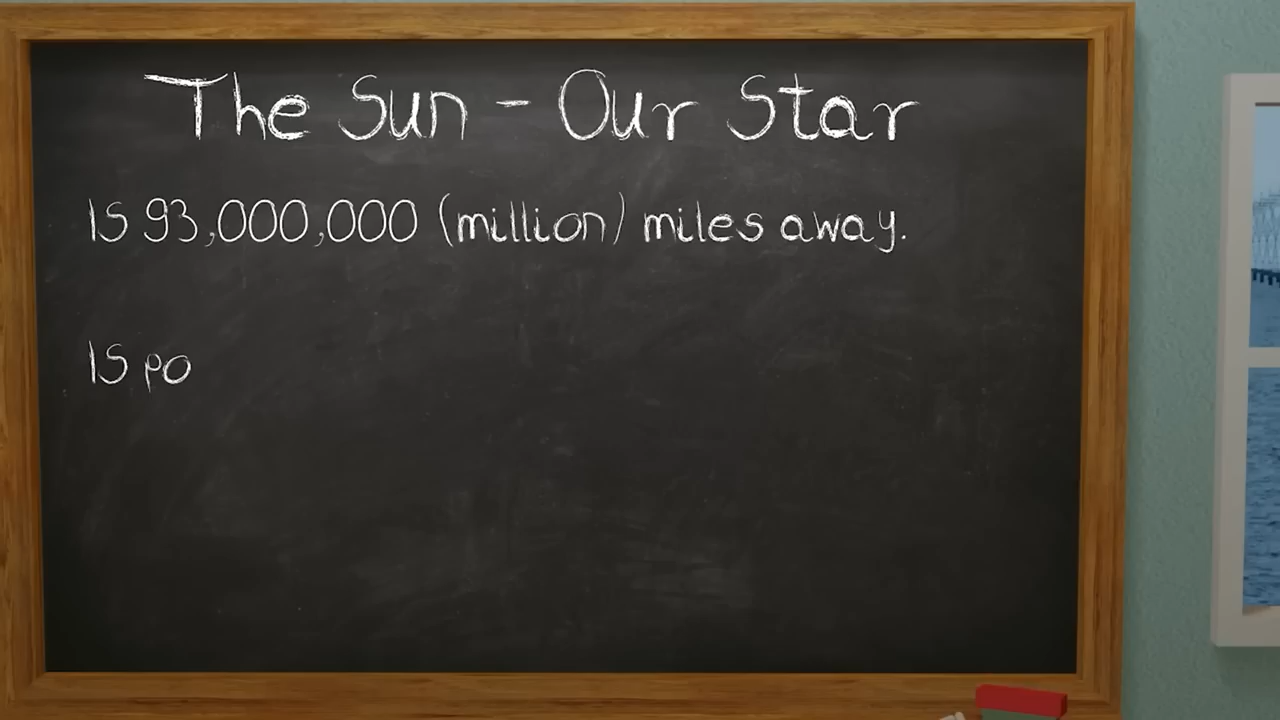 The Sun - Our Star
Is 93,000,000 (million) miles away.
Is po